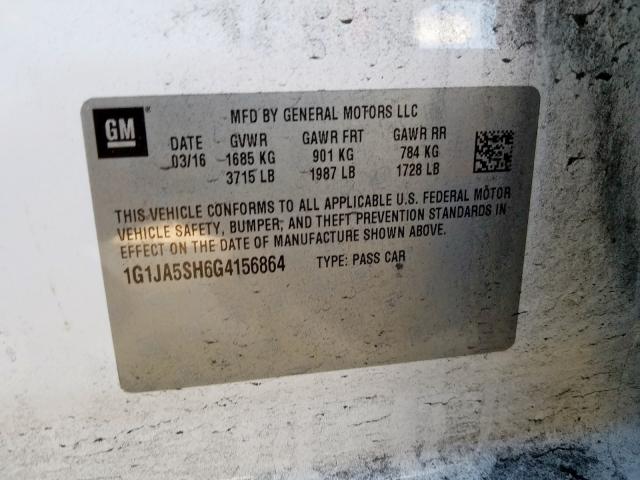 GM
MFD BY GENERAL MOTORS LLC
DATE GVWR GAWR FRT GAWR RR
03/16 1685 KG 901 KG 784 KG
3715 LB 1987 LB 1728 LB
THIS VEHICLE CONFORMS TO ALL APPLICABLE U.S. FEDERAL MOTOR
VEHICLE SAFETY, BUMPER, AND THEFT PREVENTION STANDARDS IN
EFFECT ON THE DATE OF MANUFACTURE SHOWN ABOVE.
1G1JA5SH6G4156864 TYPE: PASS CAR